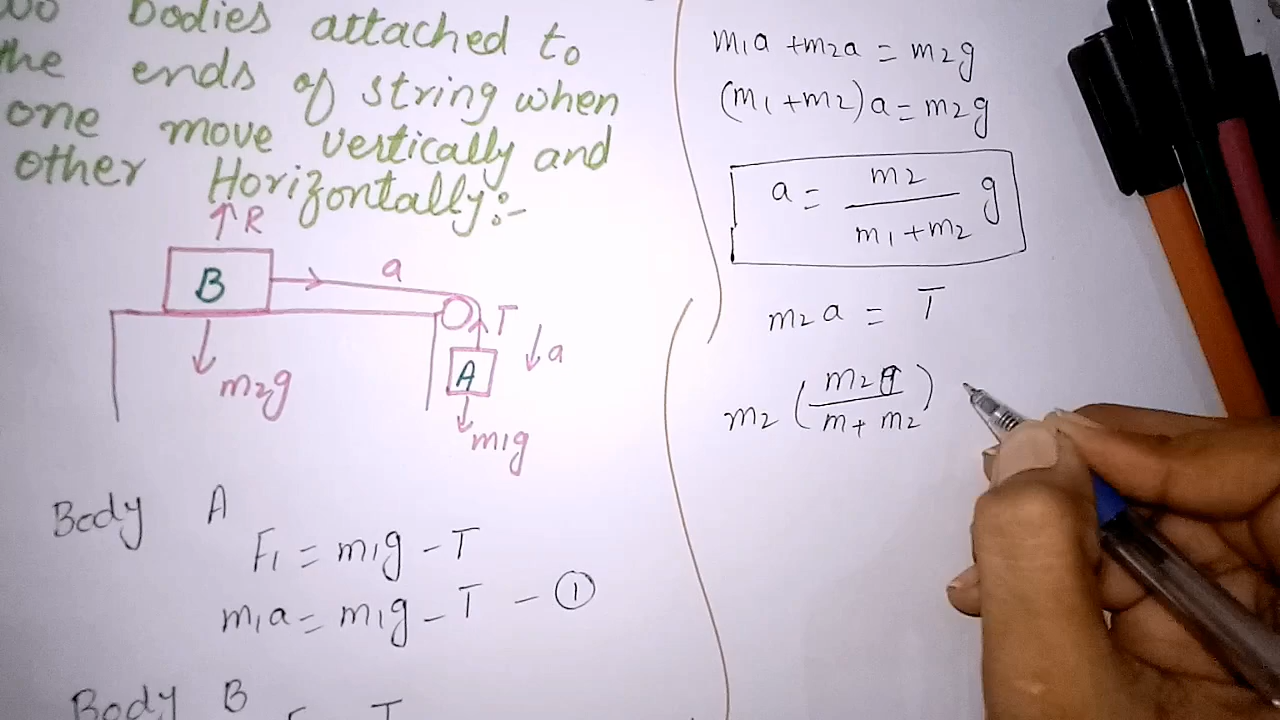 bodies attached to
the ends of string when
one move vertically and
other Horizontally:-
R
B
a
T
a
A
m2g
m1g
Body A
F1 = m1g - T
m1a = m1g - T - 1
Body B
T
m1a + m2a = m2g
(m1 + m2)a = m2g
a = m2 / m1 + m2 g
m2a = T
m2 ( m2g / m + m2 )